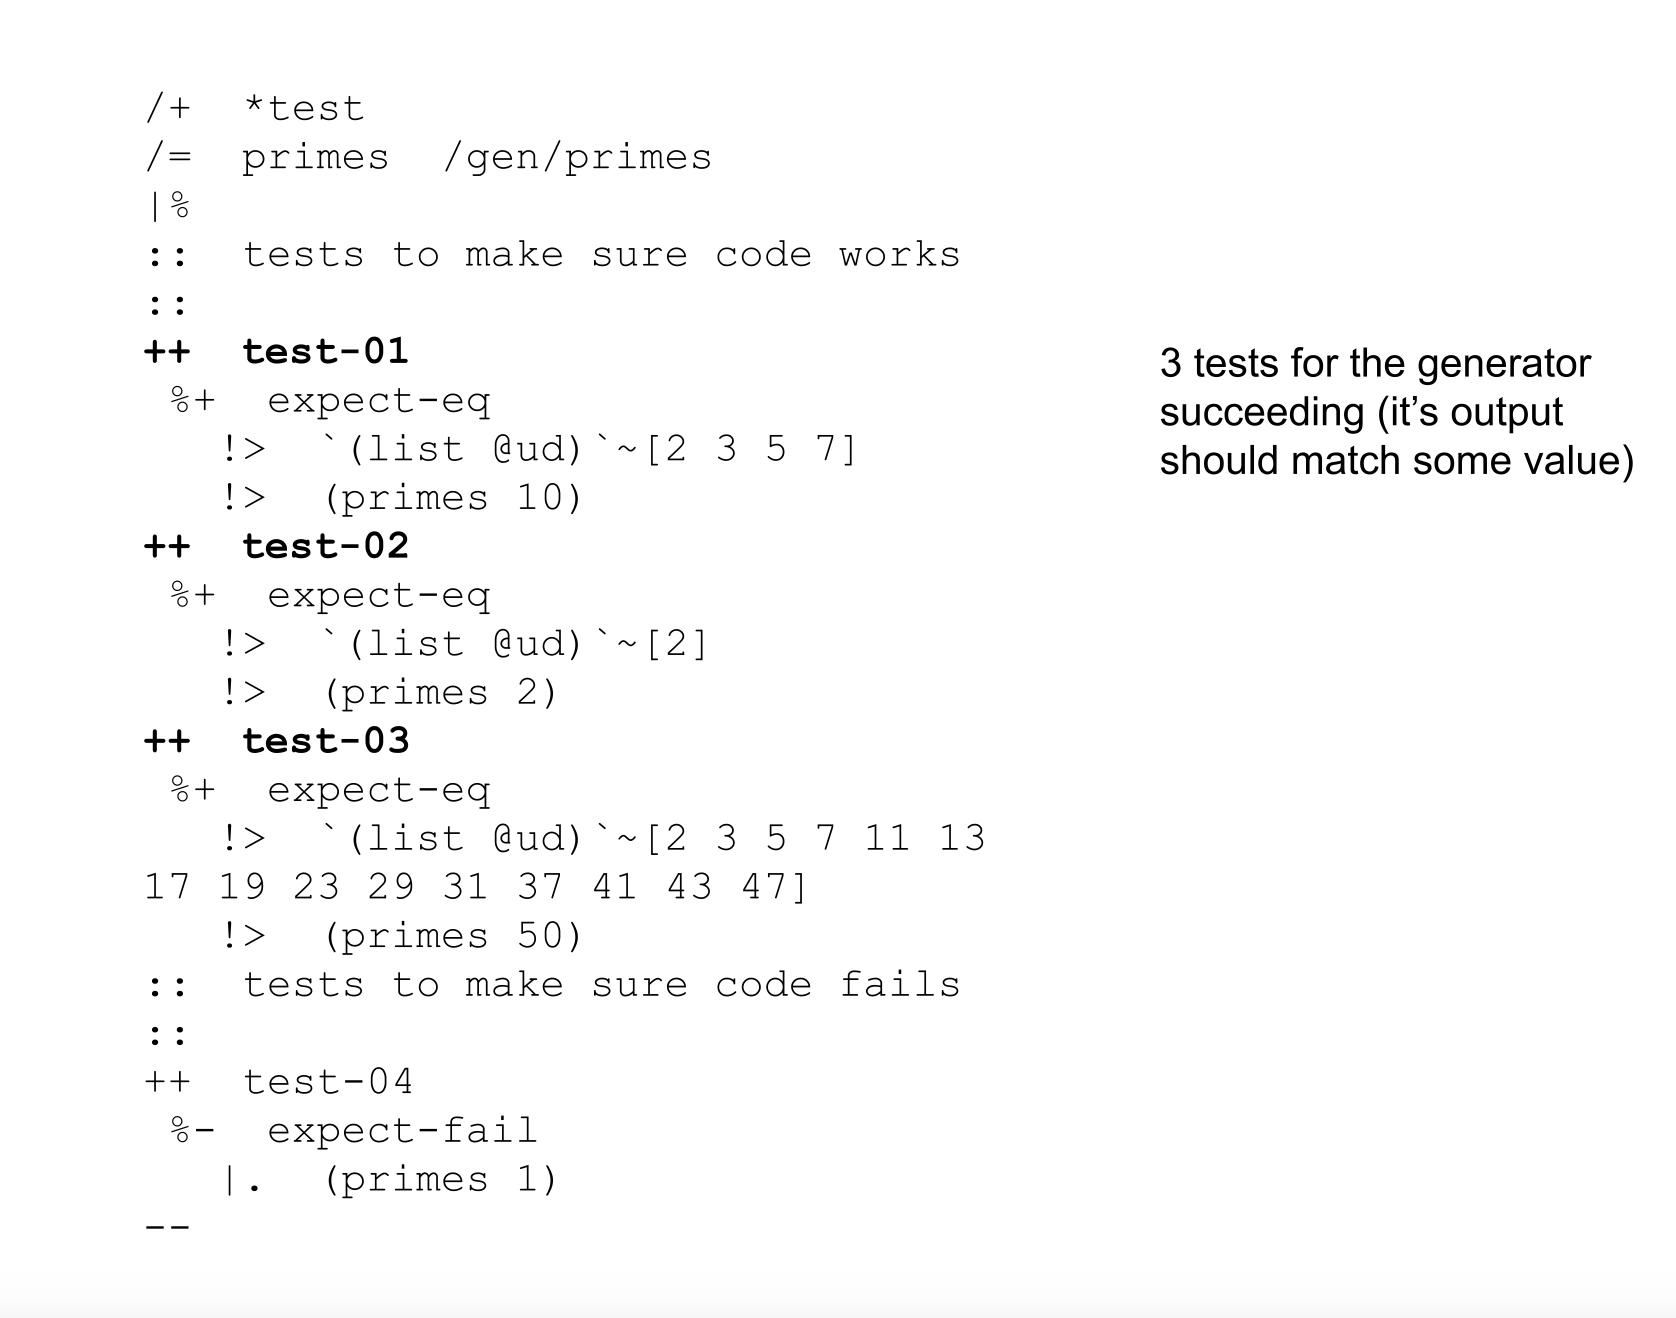 /+  *test
/=  primes  /gen/primes
|%
::  tests to make sure code works
::
++  test-01
 %+  expect-eq
   !>  `(list @ud)`~[2 3 5 7]
   !>  (primes 10)
++  test-02
 %+  expect-eq
   !>  `(list @ud)`~[2]
   !>  (primes 2)
++  test-03
 %+  expect-eq
   !>  `(list @ud)`~[2 3 5 7 11 13
17 19 23 29 31 37 41 43 47]
   !>  (primes 50)
::  tests to make sure code fails
::
++  test-04
 %-  expect-fail
   |.  (primes 1)
--
3 tests for the generator
succeeding (it’s output
should match some value)